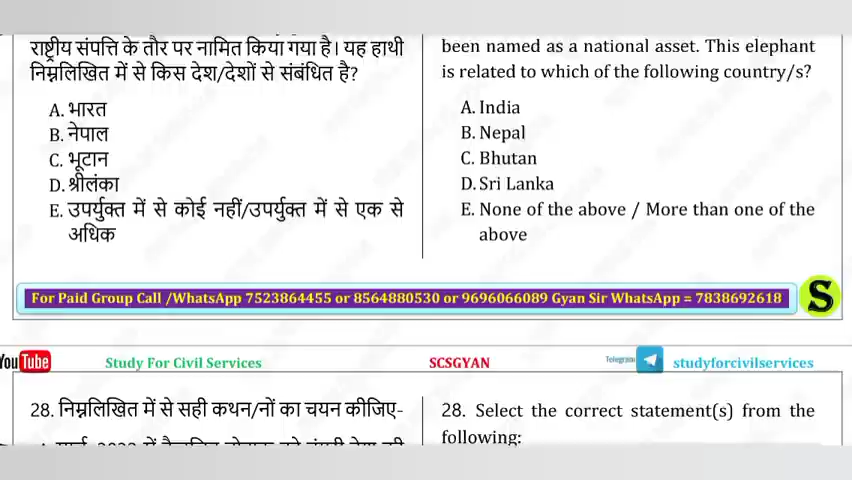 राष्ट्रीय संपत्ति के तौर पर नामित किया गया है। यह हाथी
निम्नलिखित में से किस देश/देशों से संबंधित है?
A. भारत
B. नेपाल
C. भूटान
D. श्रीलंका
E. उपर्युक्त में से कोई नहीं/उपर्युक्त में से एक से
अधिक
been named as a national asset. This elephant
is related to which of the following country/s?
A. India
B. Nepal
C. Bhutan
D. Sri Lanka
E. None of the above / More than one of the
above
For Paid Group Call /WhatsApp 7523864455 or 8564880530 or 9696066089 Gyan Sir WhatsApp = 7838692618
S
YouTube
Study For Civil Services
SCSGYAN
Telegram
studyforcivilservices
28. निम्नलिखित में से सही कथन/नों का चयन कीजिए-
28. Select the correct statement(s) from the
following: